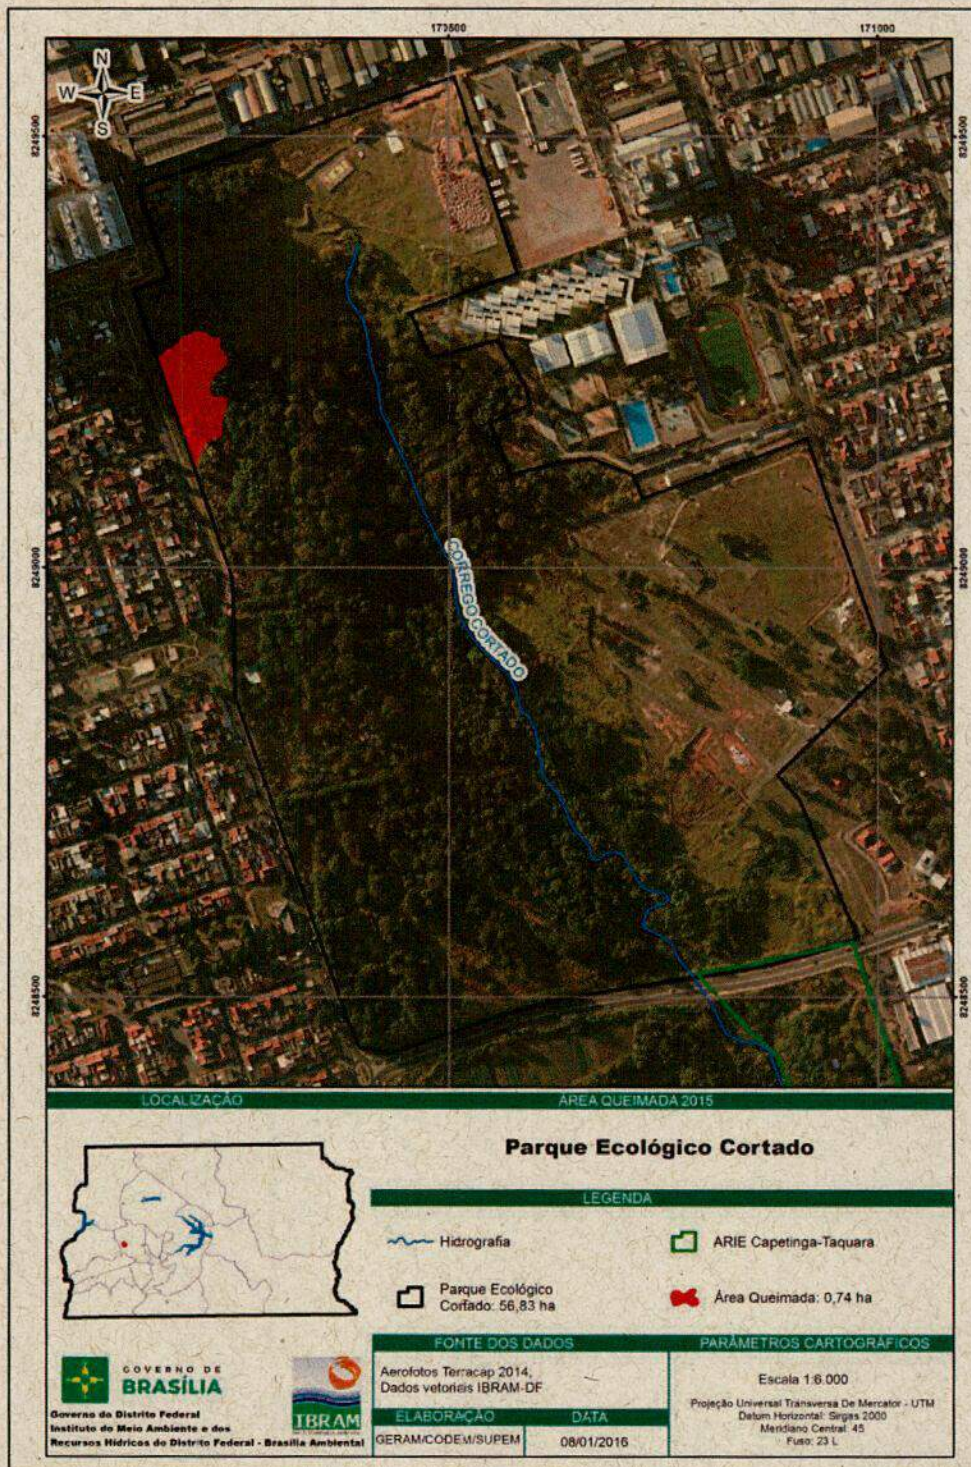 170500
171000
N
W
E
S
8249500
8249500
8249000
8249000
CORREGO CORTADO
8248500
8248500
LOCALIZAÇÃO
ÁREA QUEIMADA 2015
Parque Ecológico Cortado
LEGENDA
Hidrografia
ARIE Capetinga-Taquara
Parque Ecológico
Cortado: 56,83 ha
Área Queimada: 0,74 ha
FONTE DOS DADOS
PARÂMETROS CARTOGRÁFICOS
Aerofotos Terracap 2014,
Dados vetoriais IBRAM-DF
Escala 1:6.000
Projeção Universal Transversa De Mercator - UTM
Datum Horizontal: Sirgas 2000
Meridiano Central: 45
Fuso: 23 L
ELABORAÇÃO
DATA
GERAM/CODEM/SUPEM
08/01/2016
GOVERNO DE
BRASÍLIA
IBRAM
Governo do Distrito Federal
Instituto do Meio Ambiente e dos
Recursos Hídricos do Distrito Federal - Brasília Ambiental